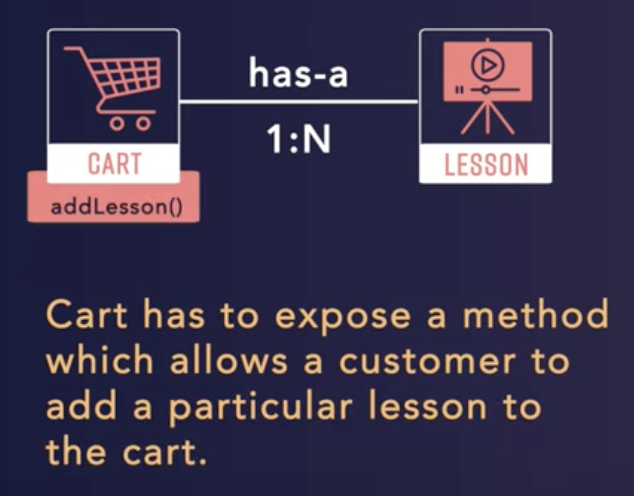 has-a
1:N
CART
LESSON
addLesson()
Cart has to expose a method
which allows a customer to
add a particular lesson to
the cart.